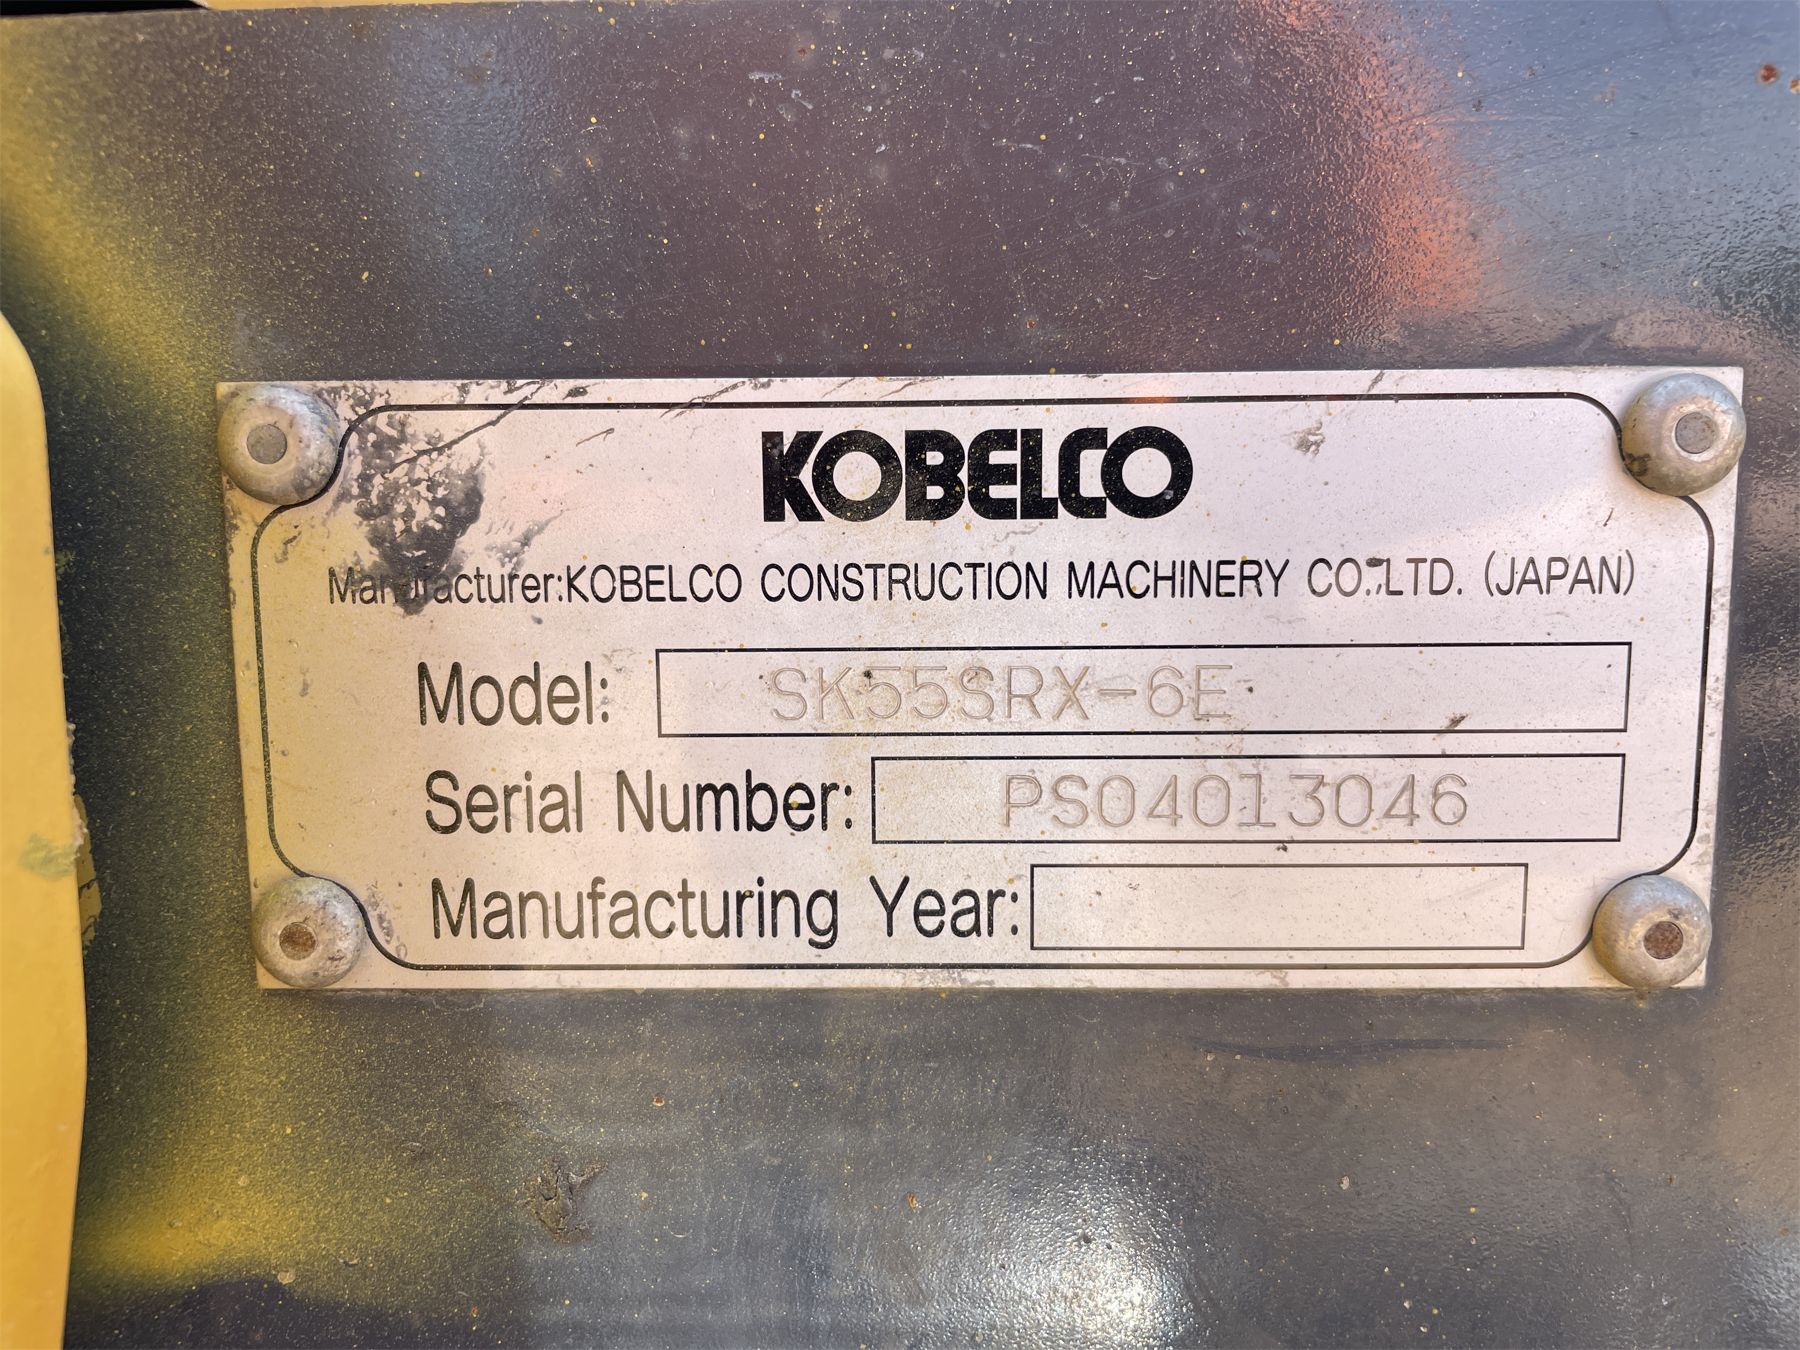 KOBELCO
Manufacturer:KOBELCO CONSTRUCTION MACHINERY CO.,LTD. (JAPAN)
Model: SK55SRX-6E
Serial Number: PS04013046
Manufacturing Year: